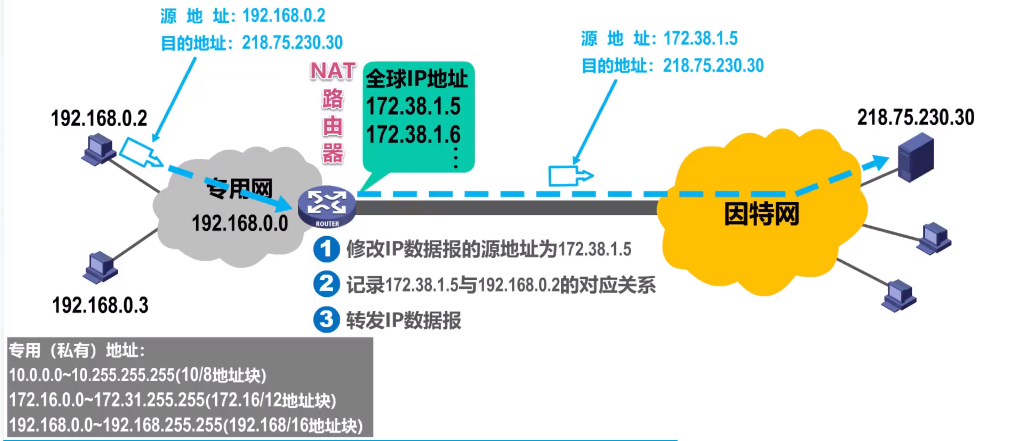 源 地 址：192.168.0.2
目的地址：218.75.230.30
源 地 址：172.38.1.5
目的地址：218.75.230.30
NAT
路
由
器
全球IP地址
172.38.1.5
172.38.1.6
⋮
192.168.0.2
218.75.230.30
专用网
192.168.0.0
ROUTER
因特网
192.168.0.3
1 修改IP数据报的源地址为172.38.1.5
2 记录172.38.1.5与192.168.0.2的对应关系
3 转发IP数据报
专用（私有）地址：
10.0.0.0~10.255.255.255(10/8地址块)
172.16.0.0~172.31.255.255(172.16/12地址块)
192.168.0.0~192.168.255.255(192.168/16地址块)